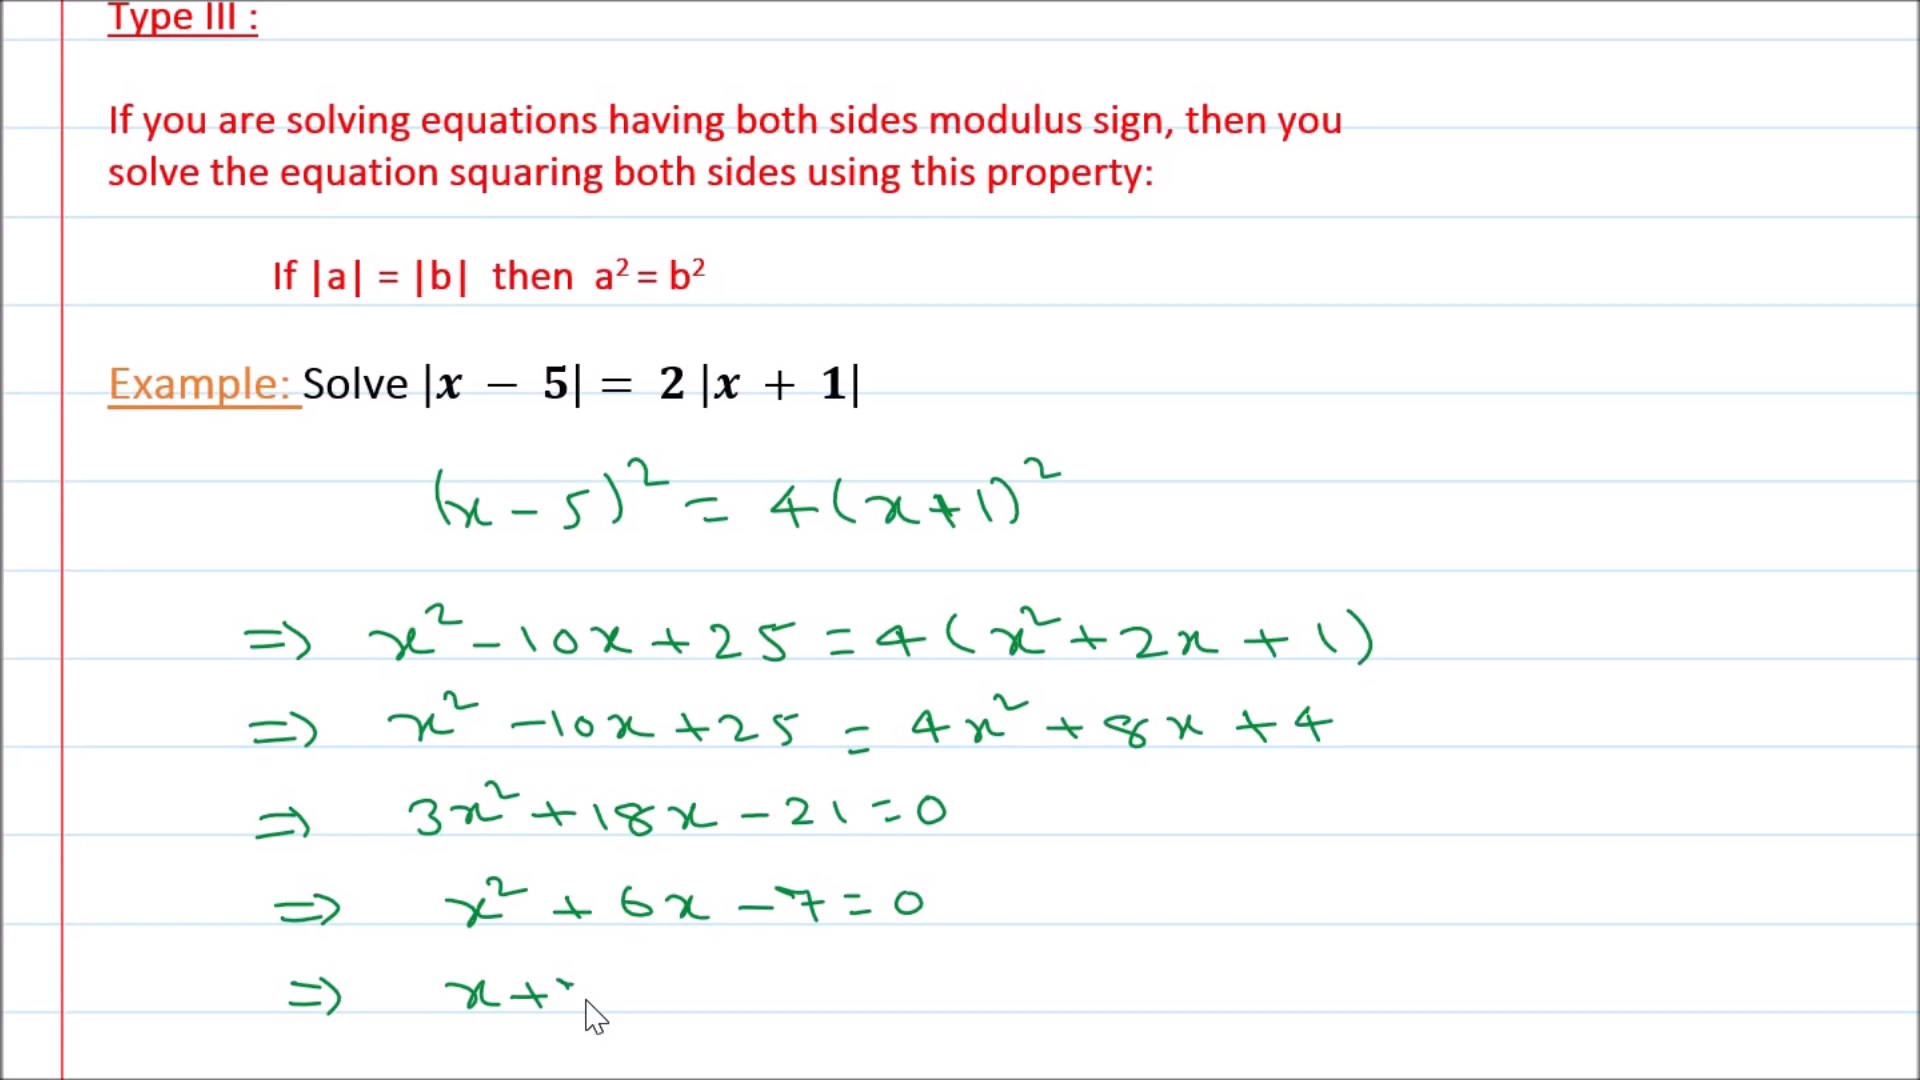 Type III :
If you are solving equations having both sides modulus sign, then you
solve the equation squaring both sides using this property:
If |a| = |b| then a² = b²
Example: Solve |x − 5| = 2 |x + 1|
(x - 5)² = 4(x+1)²
=> x² - 10x + 25 = 4(x² + 2x + 1)
=> x² - 10x + 25 = 4x² + 8x + 4
=> 3x² + 18x - 21 = 0
=> x² + 6x - 7 = 0
=> x +